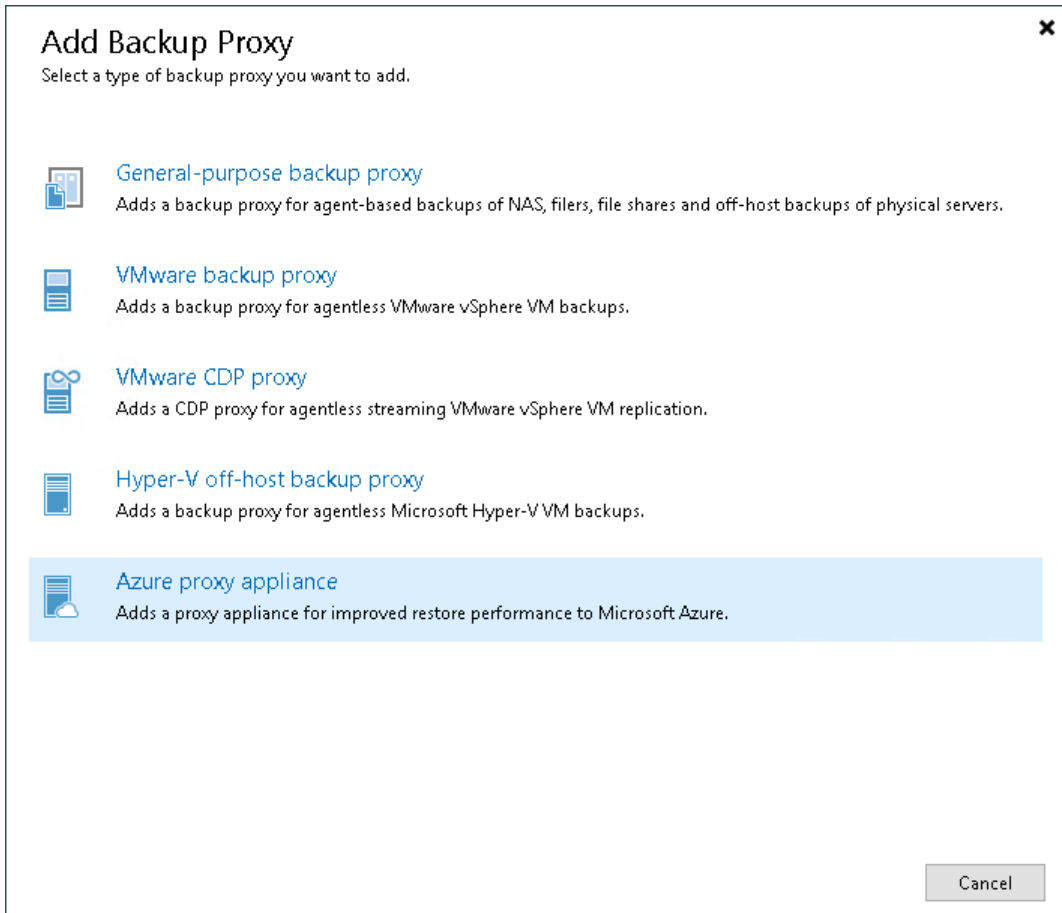 Add Backup Proxy
Select a type of backup proxy you want to add.
General-purpose backup proxy
Adds a backup proxy for agent-based backups of NAS, filers, file shares and off-host backups of physical servers.
VMware backup proxy
Adds a backup proxy for agentless VMware vSphere VM backups.
VMware CDP proxy
Adds a CDP proxy for agentless streaming VMware vSphere VM replication.
Hyper-V off-host backup proxy
Adds a backup proxy for agentless Microsoft Hyper-V VM backups.
Azure proxy appliance
Adds a proxy appliance for improved restore performance to Microsoft Azure.
Cancel